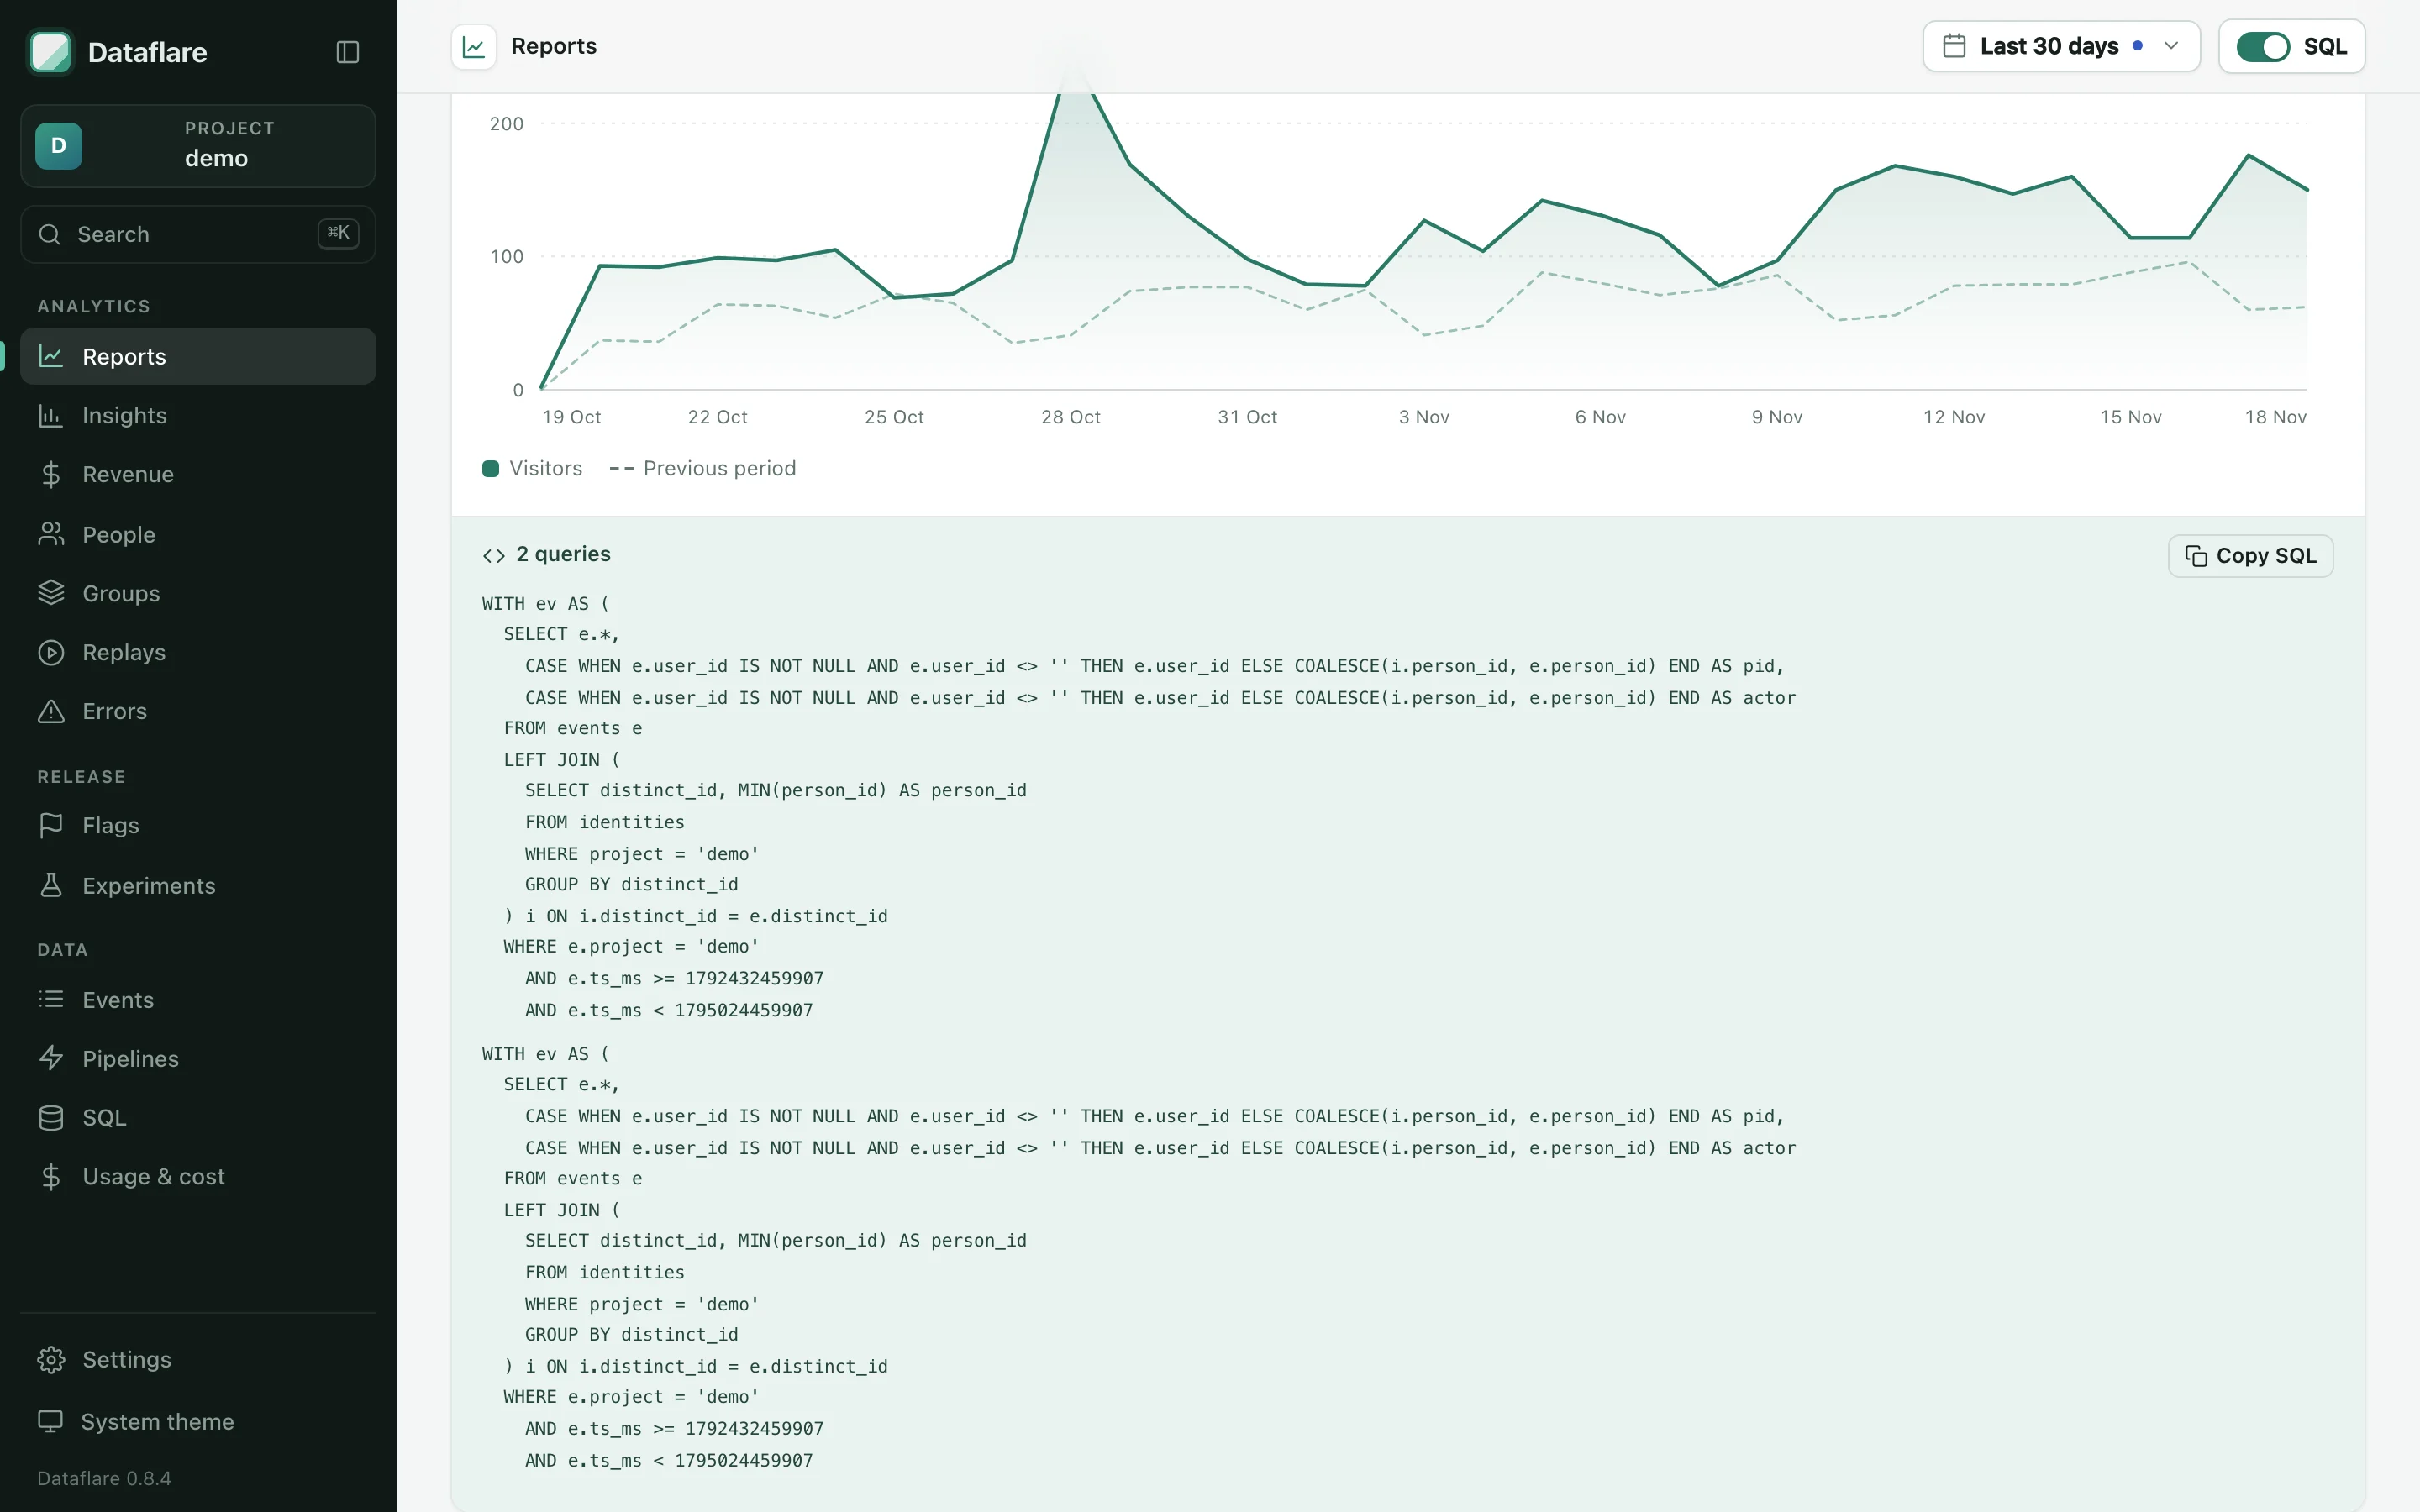 Dataflare
PROJECT
D
demo
Search
⌘K
ANALYTICS
Reports
Insights
Revenue
People
Groups
Replays
Errors
RELEASE
Flags
Experiments
DATA
Events
Pipelines
SQL
Usage & cost
Settings
System theme
Dataflare 0.8.4
Reports
Last 30 days
SQL
200
100
0
19 Oct 22 Oct 25 Oct 28 Oct 31 Oct 3 Nov 6 Nov 9 Nov 12 Nov 15 Nov 18 Nov
Visitors Previous period
<> 2 queries
Copy SQL
WITH ev AS (
  SELECT e.*,
    CASE WHEN e.user_id IS NOT NULL AND e.user_id <> '' THEN e.user_id ELSE COALESCE(i.person_id, e.person_id) END AS pid,
    CASE WHEN e.user_id IS NOT NULL AND e.user_id <> '' THEN e.user_id ELSE COALESCE(i.person_id, e.person_id) END AS actor
  FROM events e
  LEFT JOIN (
    SELECT distinct_id, MIN(person_id) AS person_id
    FROM identities
    WHERE project = 'demo'
    GROUP BY distinct_id
  ) i ON i.distinct_id = e.distinct_id
  WHERE e.project = 'demo'
    AND e.ts_ms >= 1792432459907
    AND e.ts_ms < 1795024459907
WITH ev AS (
  SELECT e.*,
    CASE WHEN e.user_id IS NOT NULL AND e.user_id <> '' THEN e.user_id ELSE COALESCE(i.person_id, e.person_id) END AS pid,
    CASE WHEN e.user_id IS NOT NULL AND e.user_id <> '' THEN e.user_id ELSE COALESCE(i.person_id, e.person_id) END AS actor
  FROM events e
  LEFT JOIN (
    SELECT distinct_id, MIN(person_id) AS person_id
    FROM identities
    WHERE project = 'demo'
    GROUP BY distinct_id
  ) i ON i.distinct_id = e.distinct_id
  WHERE e.project = 'demo'
    AND e.ts_ms >= 1792432459907
    AND e.ts_ms < 1795024459907